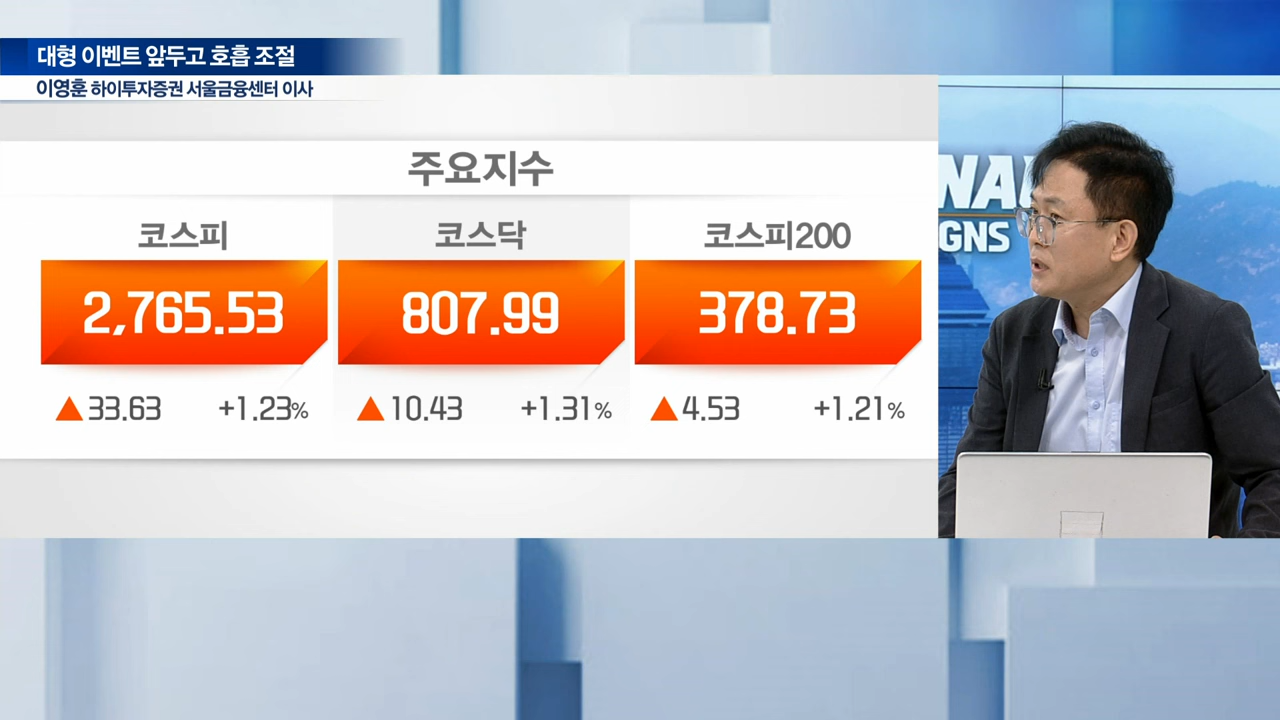 대형 이벤트 앞두고 호흡 조절
이영훈 하이투자증권 서울금융센터 이사
주요지수
코스피 코스닥 코스피200
2,765.53 807.99 378.73
▲33.63 +1.23% ▲10.43 +1.31% ▲4.53 +1.21%
GNS